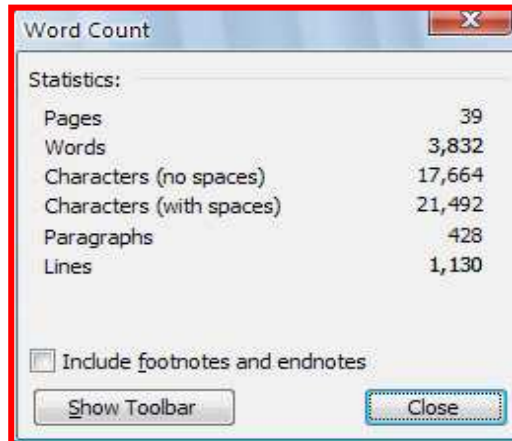 Word Count
Statistics:
Pages 39
Words 3,832
Characters (no spaces) 17,664
Characters (with spaces) 21,492
Paragraphs 428
Lines 1,130
Include footnotes and endnotes
Show Toolbar Close